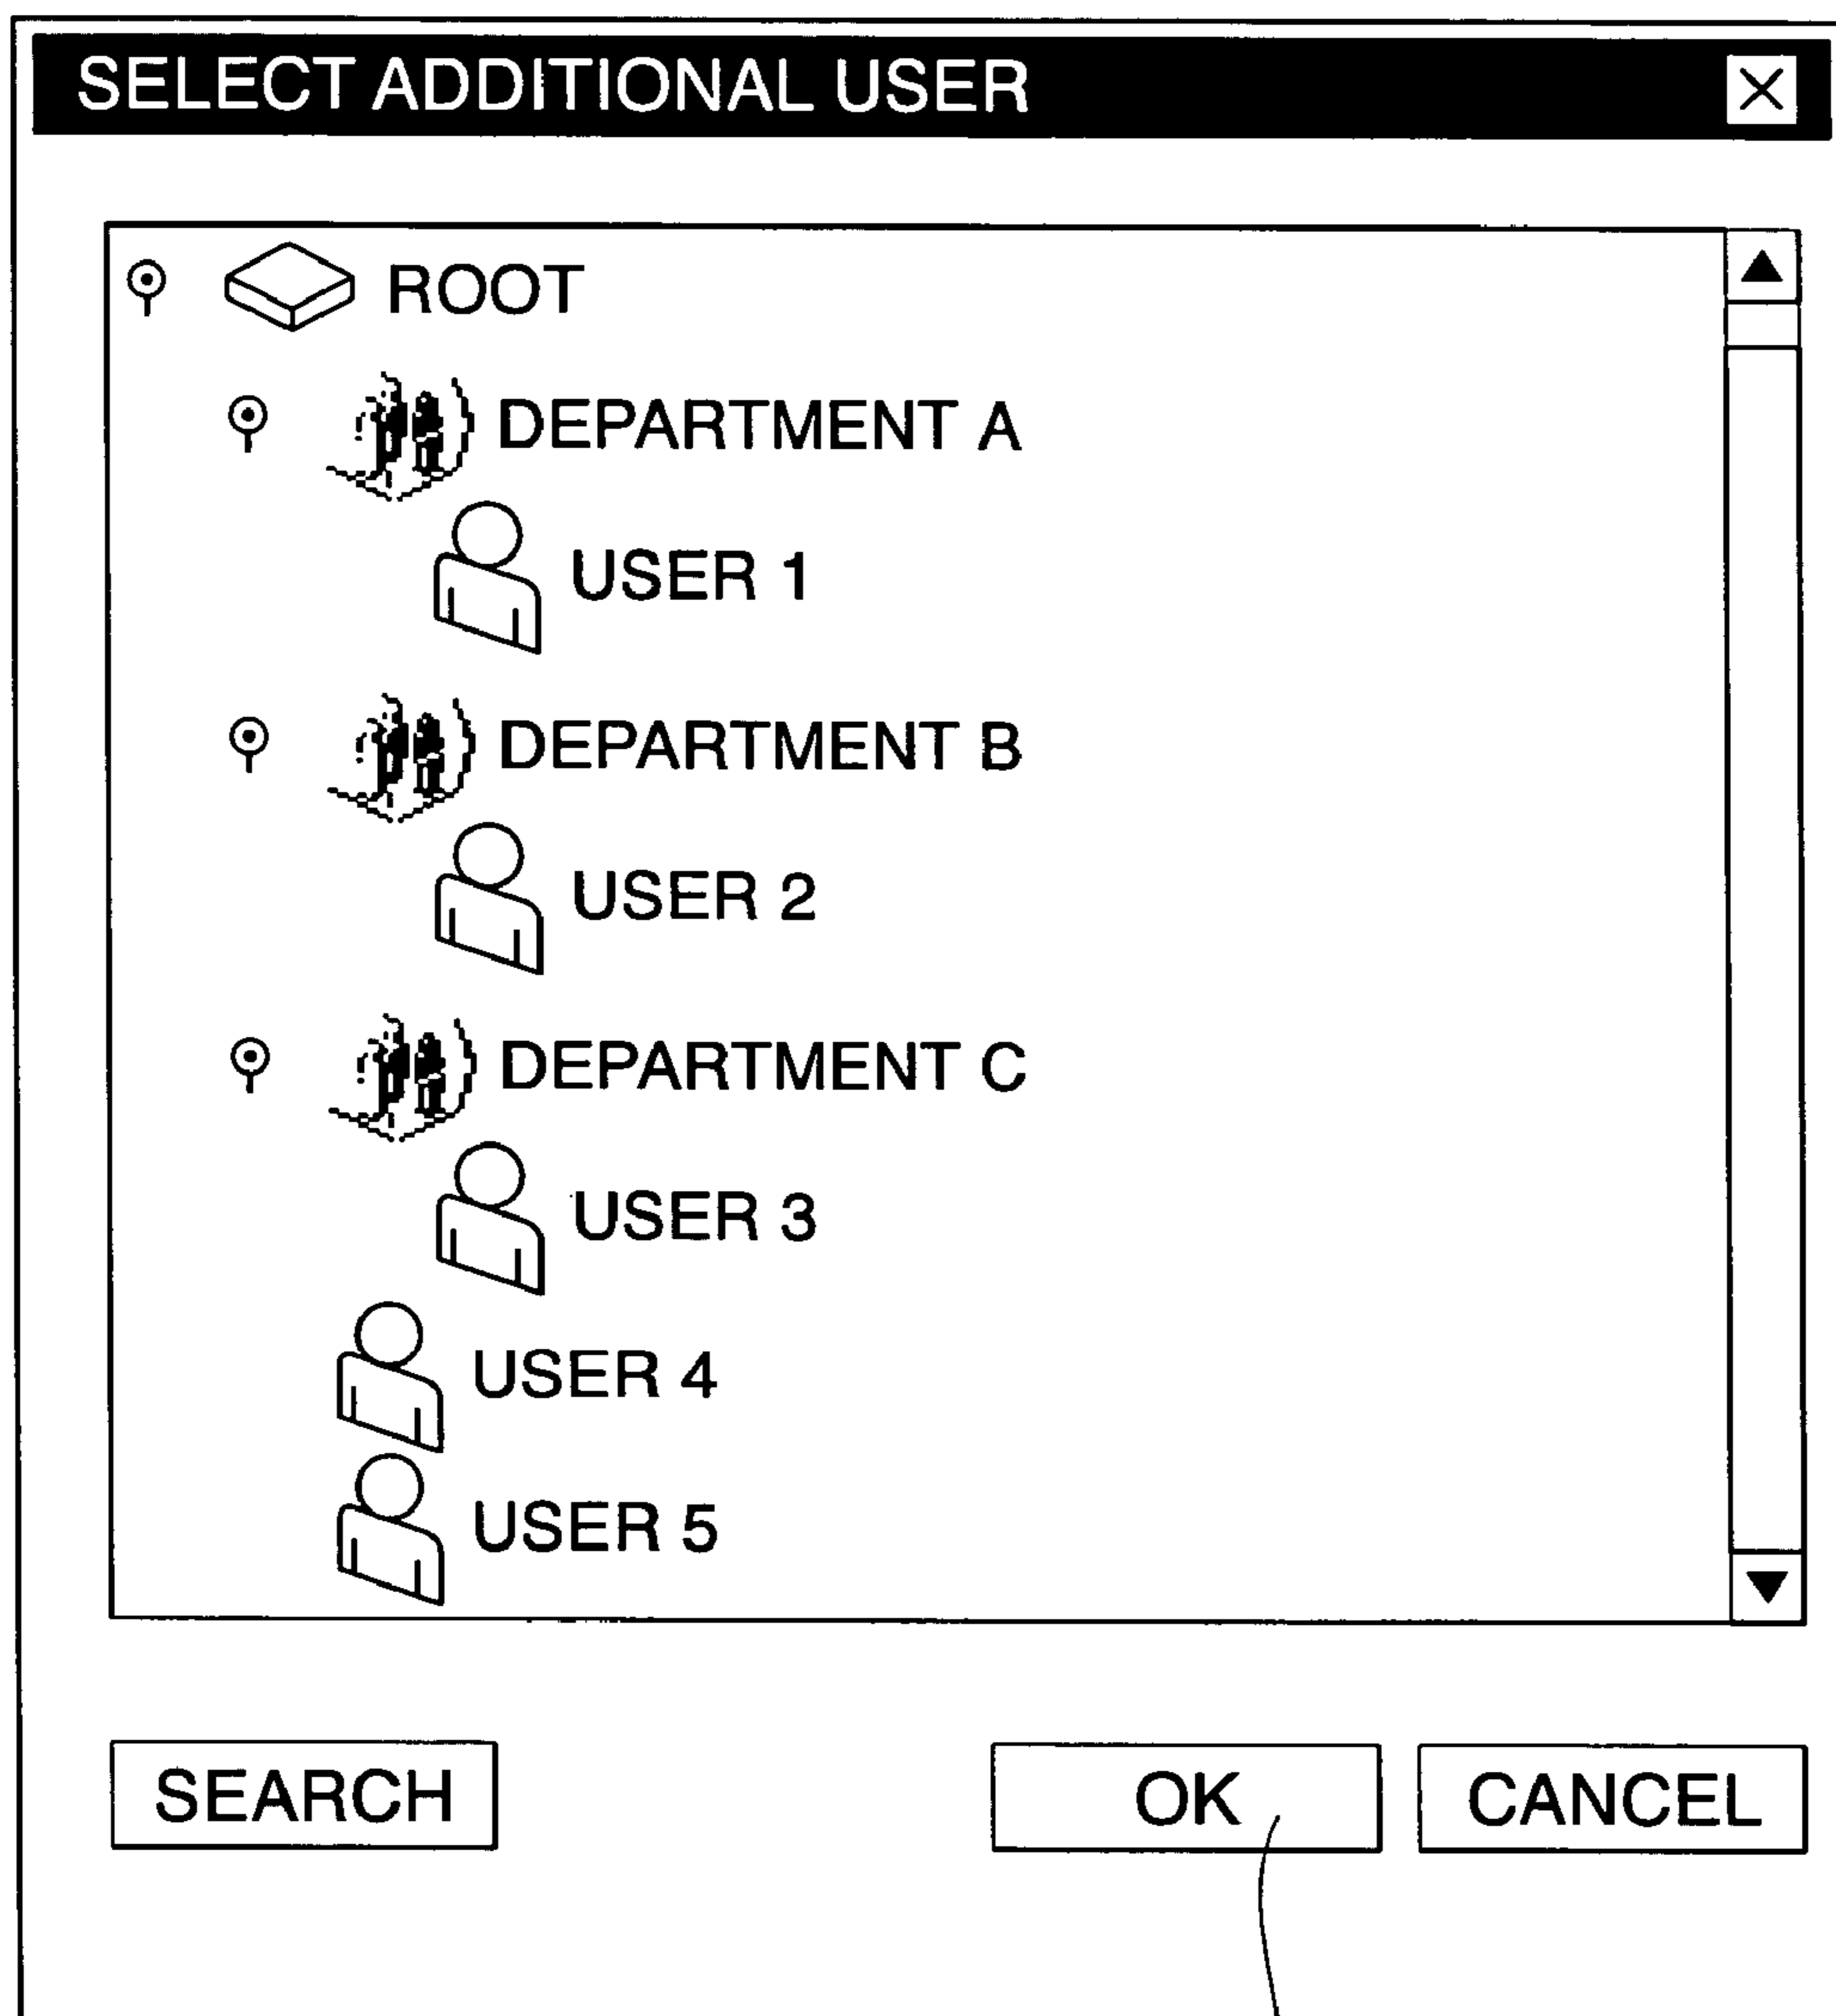 SELECT ADDITIONAL USER
ROOT
DEPARTMENT A
USER 1
DEPARTMENT B
USER 2
DEPARTMENT C
USER 3
USER 4
USER 5
SEARCH OK CANCEL